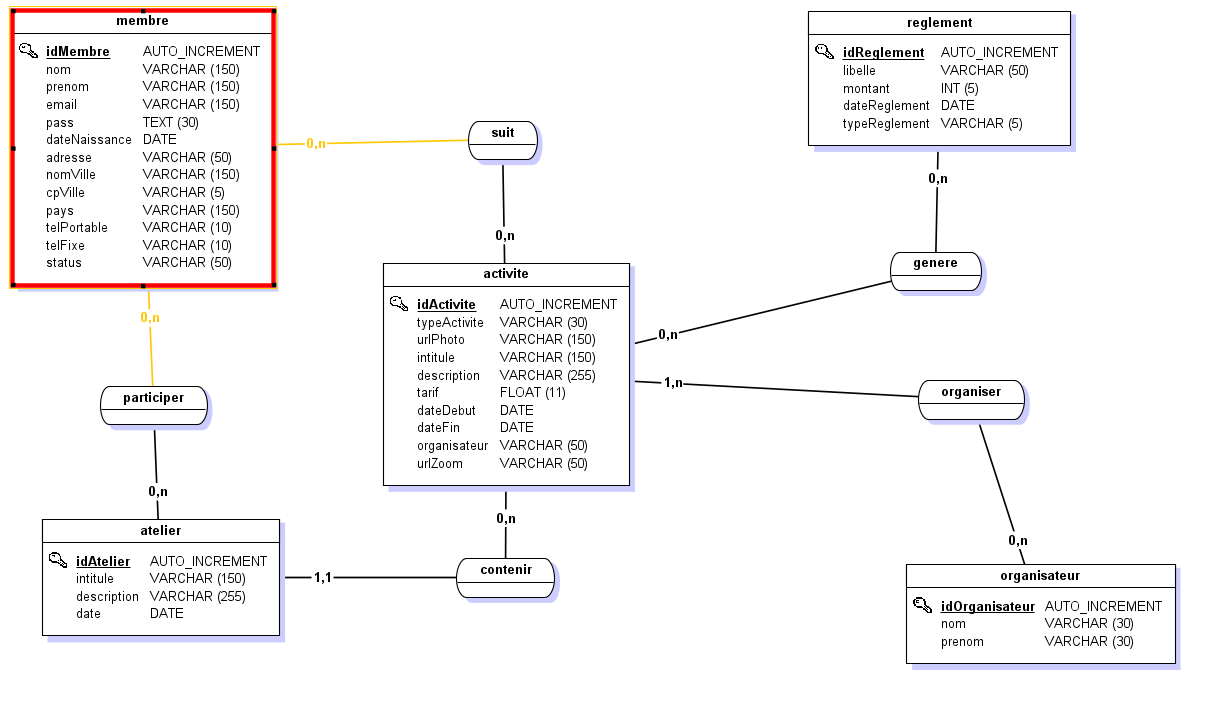 membre
idMembre AUTO_INCREMENT
nom VARCHAR (150)
prenom VARCHAR (150)
email VARCHAR (150)
pass TEXT (30)
dateNaissance DATE
adresse VARCHAR (50)
nomVille VARCHAR (150)
cpVille VARCHAR (5)
pays VARCHAR (150)
telPortable VARCHAR (10)
telFixe VARCHAR (10)
status VARCHAR (50)
reglement
idReglement AUTO_INCREMENT
libelle VARCHAR (50)
montant INT (5)
dateReglement DATE
typeReglement VARCHAR (5)
0,n
suit
0,n
0,n
genere
0,n
activite
idActivite AUTO_INCREMENT
typeActivite VARCHAR (30)
urlPhoto VARCHAR (150)
intitule VARCHAR (150)
description VARCHAR (255)
tarif FLOAT (11)
dateDebut DATE
dateFin DATE
organisateur VARCHAR (50)
urlZoom VARCHAR (50)
1,n
organiser
0,n
0,n
participer
0,n
atelier
idAtelier AUTO_INCREMENT
intitule VARCHAR (150)
description VARCHAR (255)
date DATE
1,1
contenir
0,n
0,n
organisateur
idOrganisateur AUTO_INCREMENT
nom VARCHAR (30)
prenom VARCHAR (30)